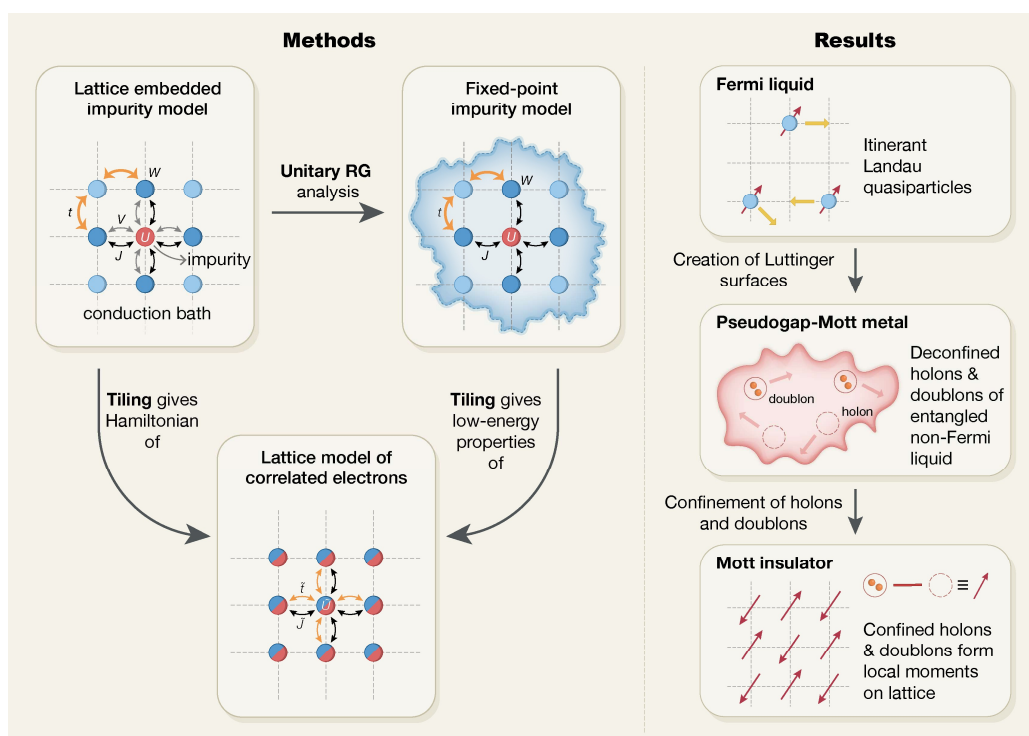 Methods
Lattice embedded
impurity model
W
t
V
J
U
impurity
conduction bath
Unitary RG
analysis
Fixed-point
impurity model
W
t
J
U
Tiling gives
Hamiltonian
of
Tiling gives
low-energy
properties
of
Lattice model of
correlated electrons
t̃
J̃
Ũ
Results
Fermi liquid
Itinerant
Landau
quasiparticles
Creation of Luttinger
surfaces
Pseudogap-Mott metal
doublon
holon
Deconfined
holons &
doublons of
entangled
non-Fermi
liquid
Confinement of holons
and doublons
Mott insulator
≡
Confined holons
& doublons form
local moments
on lattice